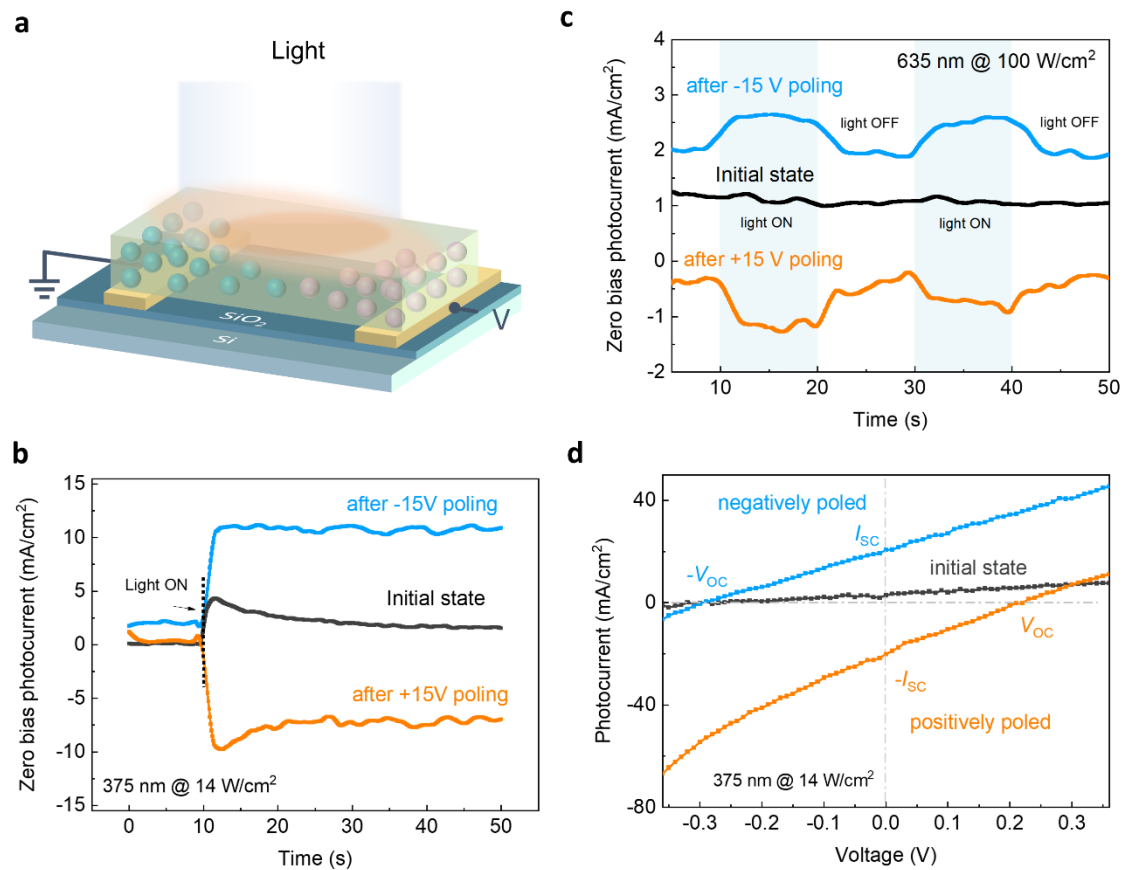 a
Light
SiO₂
Si
V
b
Zero bias photocurrent (mA/cm²)
15
10
5
0
-5
-10
-15
after -15V poling
Light ON
Initial state
after +15V poling
375 nm @ 14 W/cm²
0
10
20
30
40
50
Time (s)
c
Zero bias photocurrent (mA/cm²)
4
3
2
1
0
-1
-2
635 nm @ 100 W/cm²
after -15 V poling
light OFF
light OFF
Initial state
light ON
light ON
after +15 V poling
10
20
30
40
50
Time (s)
d
Photocurrent (mA/cm²)
40
0
-40
-80
negatively poled
I_SC
-V_OC
initial state
V_OC
-I_SC
positively poled
375 nm @ 14 W/cm²
-0.3
-0.2
-0.1
0.0
0.1
0.2
0.3
Voltage (V)